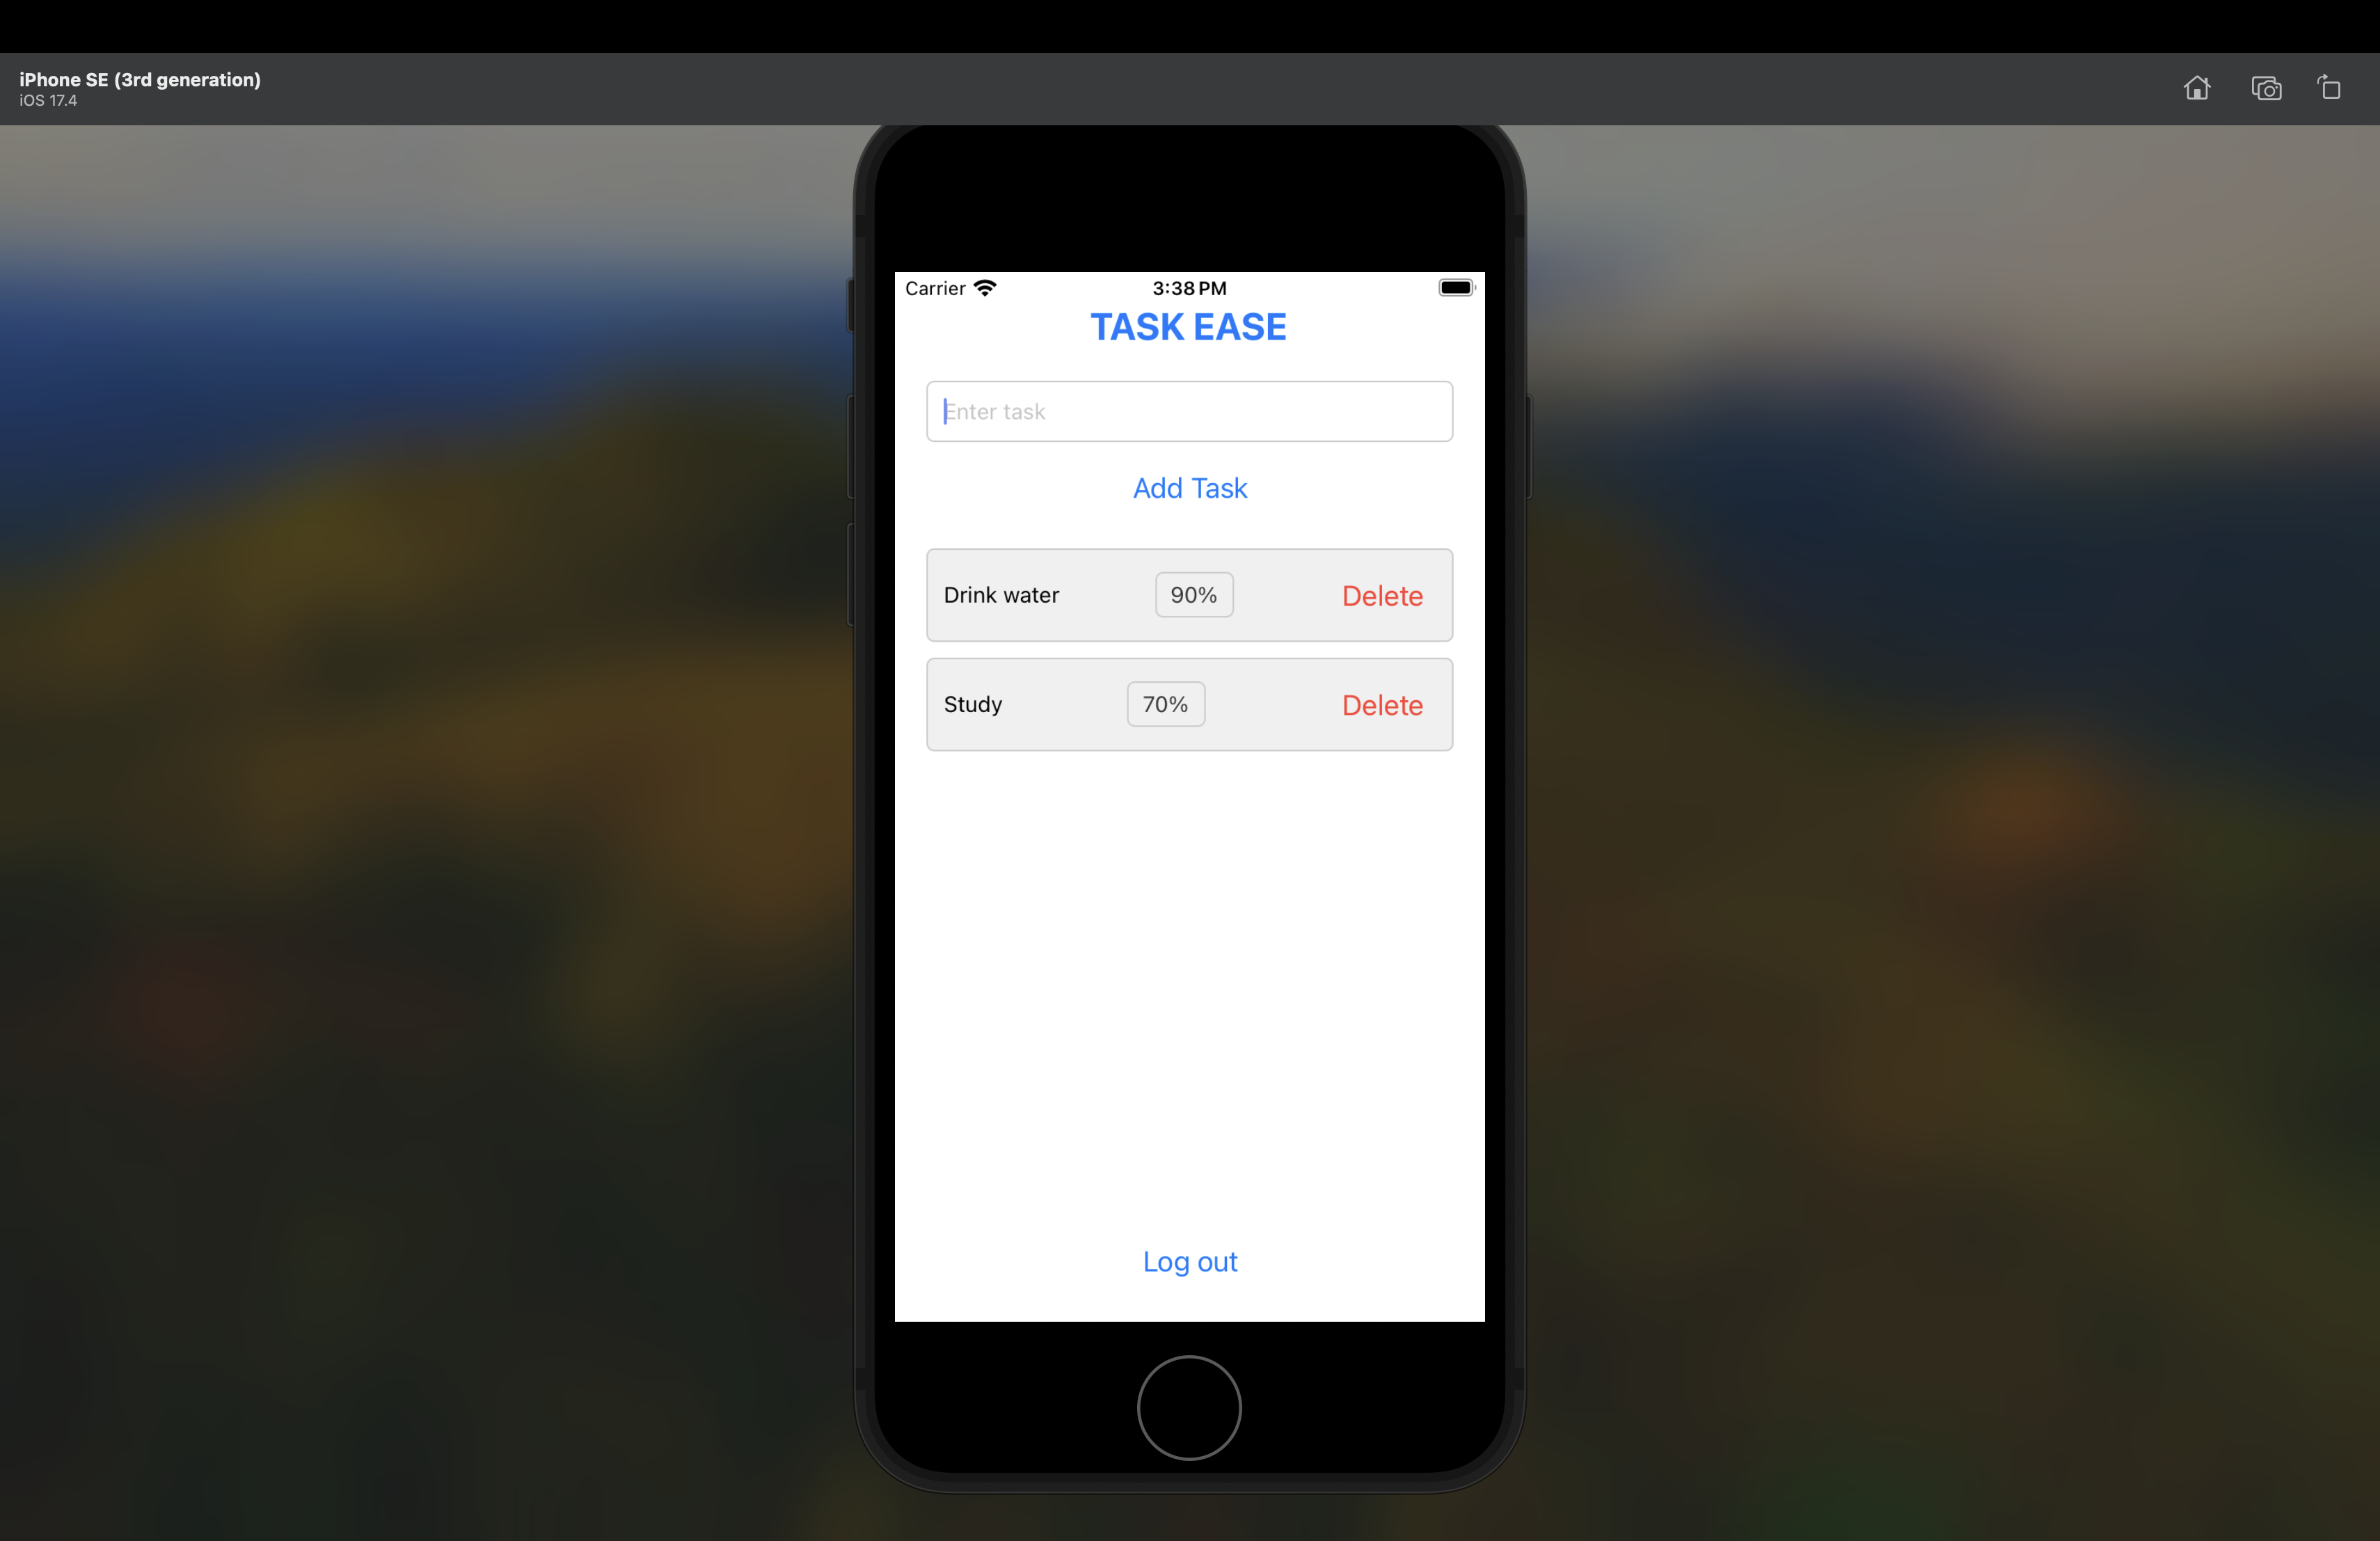 iPhone SE (3rd generation)
iOS 17.4
Carrier 3:38 PM
TASK EASE
Enter task
Add Task
Drink water 90% Delete
Study 70% Delete
Log out